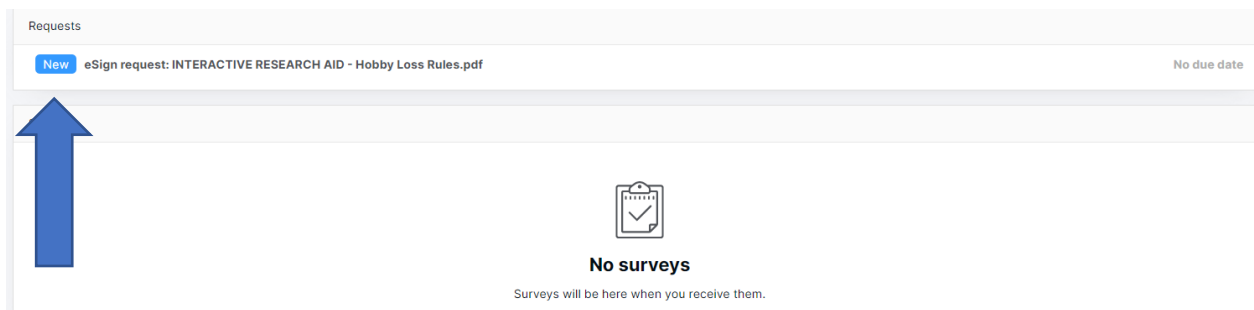 Requests
New eSign request: INTERACTIVE RESEARCH AID - Hobby Loss Rules.pdf No due date
No surveys
Surveys will be here when you receive them.